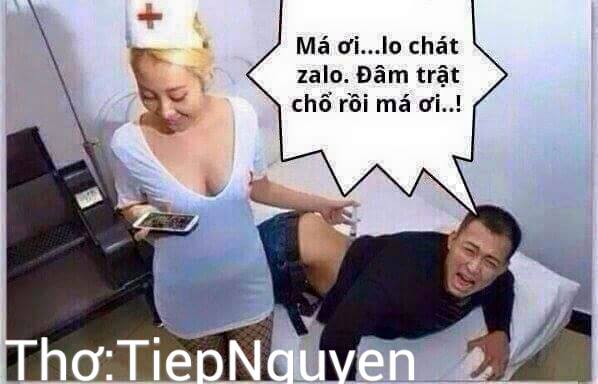 Má ơi...lo chát
zalo. Đâm trật
chổ rồi má ơi..!
Thơ:TiepNguyen